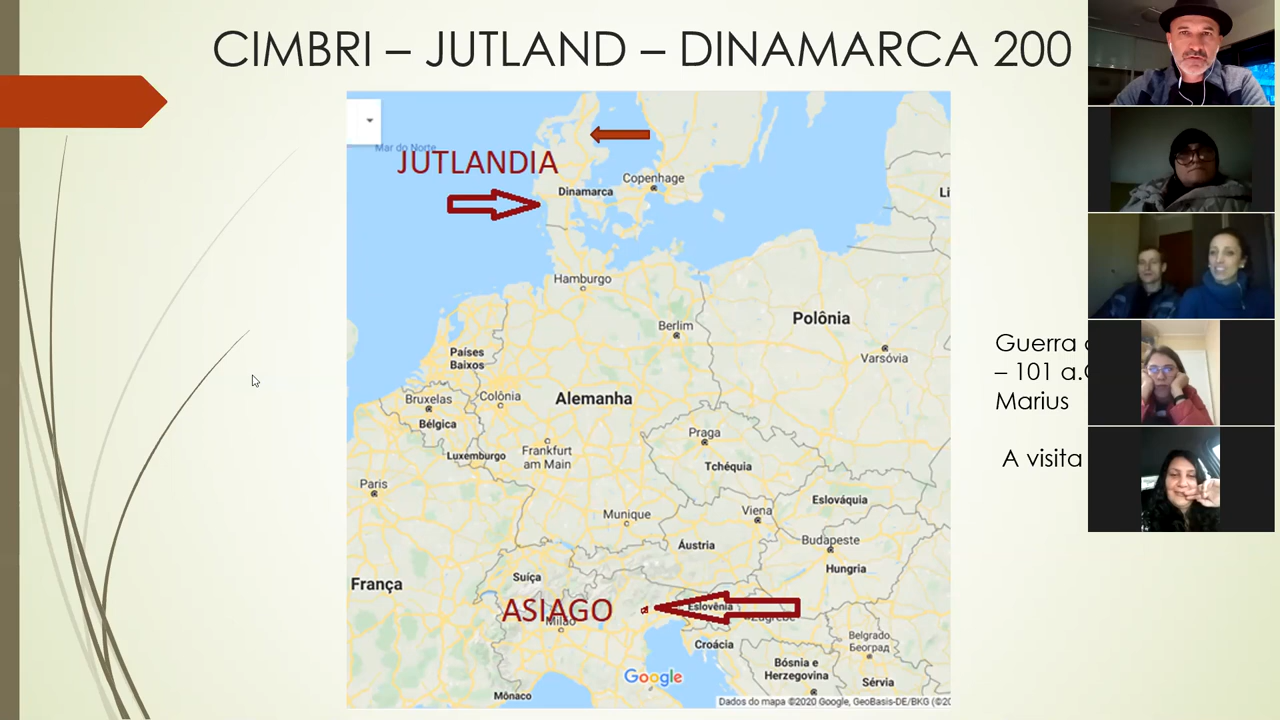 CIMBRI – JUTLAND – DINAMARCA 200
Mar do Norte
JUTLANDIA
Copenhage
Dinamarca
Li
Hamburgo
Berlim
Polônia
Varsóvia
Países
Baixos
Bruxelas
Colônia
Alemanha
Bélgica
Luxemburgo
Frankfurt
am Main
Praga
Tchéquia
Paris
Eslováquia
Munique
Viena
Áustria
Budapeste
Hungria
França
Suíça
ASIAGO
Milão
Eslovênia
Zagrebe
Croácia
Belgrado
Београд
Bósnia e
Herzegovina
Sérvia
Mônaco
Google
Dados do mapa ©2020 Google, GeoBasis-DE/BKG (©20
Guerra
– 101 a.
Marius
A visita